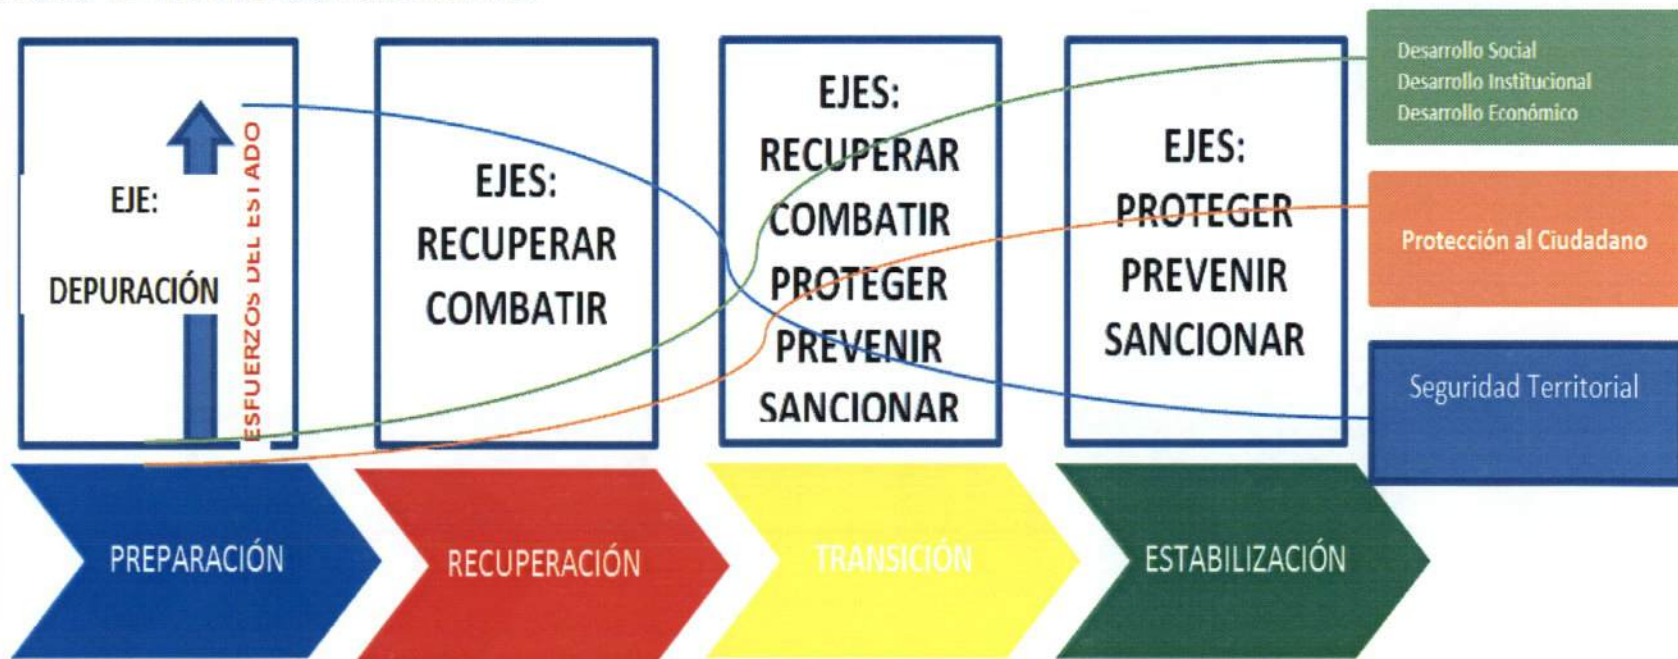 EJE:
DEPURACIÓN
ESFUERZOS DEL ESTADO
EJES:
RECUPERAR
COMBATIR
EJES:
RECUPERAR
COMBATIR
PROTEGER
PREVENIR
SANCIONAR
EJES:
PROTEGER
PREVENIR
SANCIONAR
Desarrollo Social
Desarrollo Institucional
Desarrollo Económico
Protección al Ciudadano
Seguridad Territorial
PREPARACIÓN
RECUPERACIÓN
TRANSICIÓN
ESTABILIZACIÓN